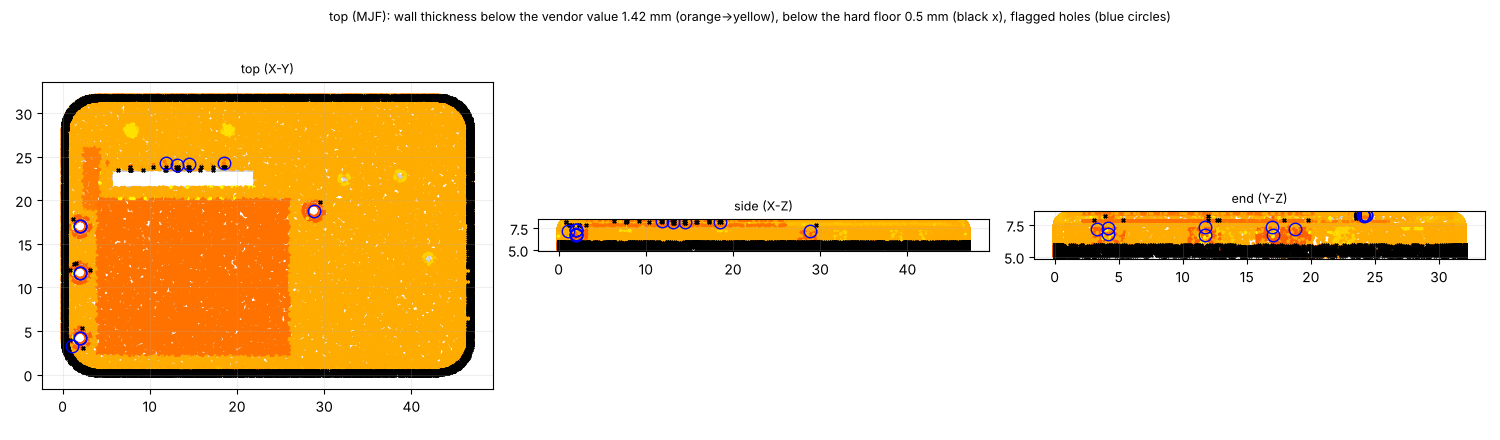 top (MJF): wall thickness below the vendor value 1.42 mm (orange→yellow), below the hard floor 0.5 mm (black x), flagged holes (blue circles)
top (X-Y)
30
25
20
15
10
5
0
0 10 20 30 40
side (X-Z)
7.5
5.0
0 10 20 30 40
end (Y-Z)
7.5
5.0
0 5 10 15 20 25 30